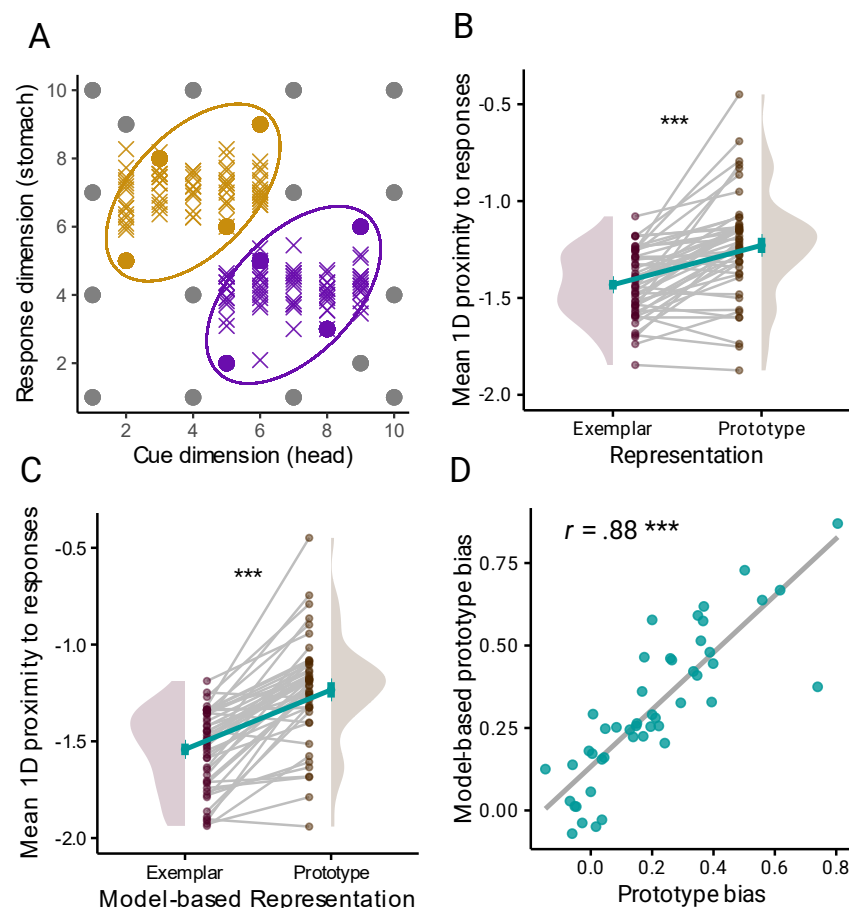 A
Response dimension (stomach)
10
8
6
4
2
2
4
6
8
10
Cue dimension (head)
B
Mean 1D proximity to responses
-0.5
-1.0
-1.5
-2.0
***
Exemplar
Prototype
Representation
C
Mean 1D proximity to responses
-0.5
-1.0
-1.5
-2.0
***
Exemplar
Prototype
Model-based Representation
D
Model-based prototype bias
r = .88 ***
0.75
0.50
0.25
0.00
0.0
0.2
0.4
0.6
0.8
Prototype bias